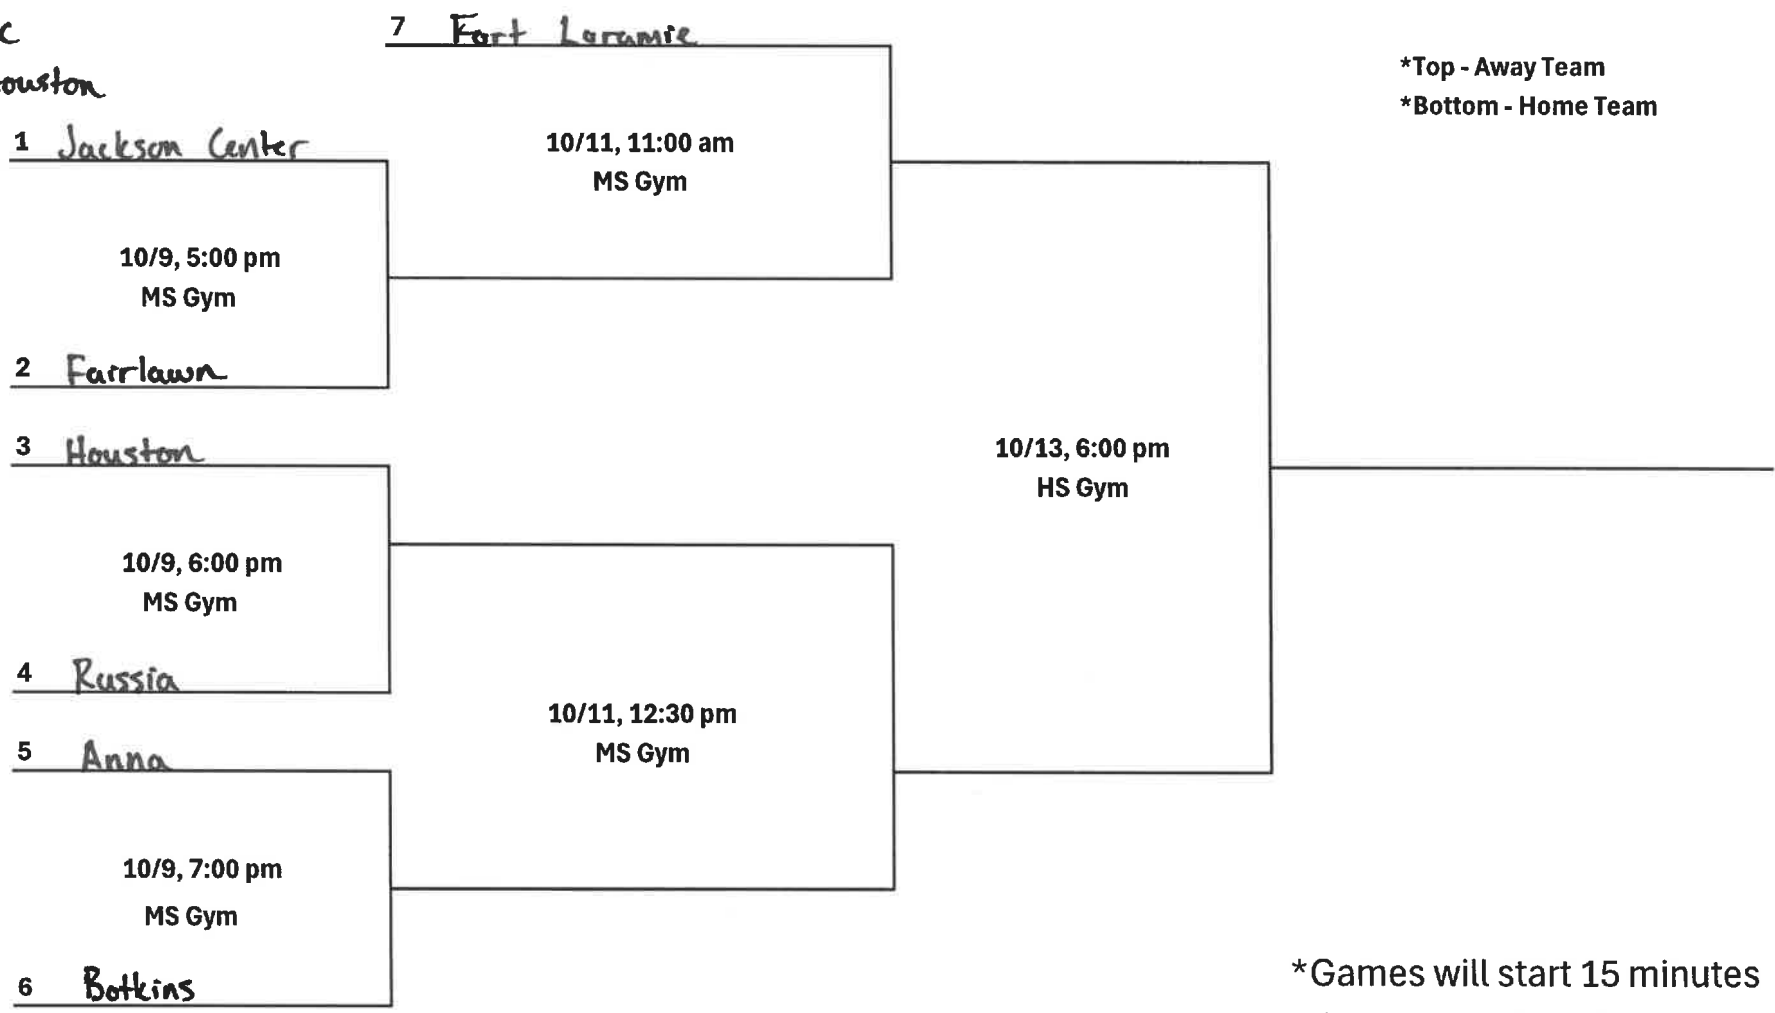 7 Fort Loramie
ouston
*Top - Away Team
*Bottom - Home Team
1 Jackson Center
10/11, 11:00 am
MS Gym
10/9, 5:00 pm
MS Gym
2 Fairlawn
3 Houston
10/13, 6:00 pm
HS Gym
10/9, 6:00 pm
MS Gym
4 Russia
10/11, 12:30 pm
MS Gym
5 Anna
10/9, 7:00 pm
MS Gym
6 Botkins
*Games will start 15 minutes